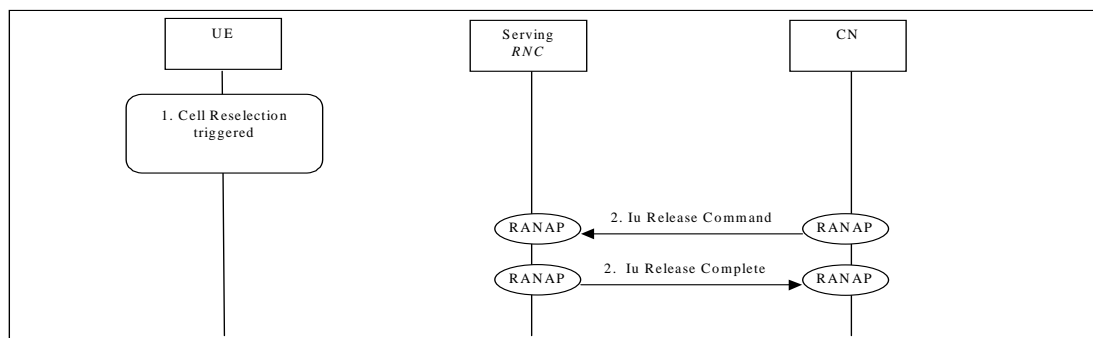 UE
Serving
RNC
CN
1. Cell Reselection
triggered
2. Iu Release Command
RANAP
RANAP
2. Iu Release Complete
RANAP
RANAP